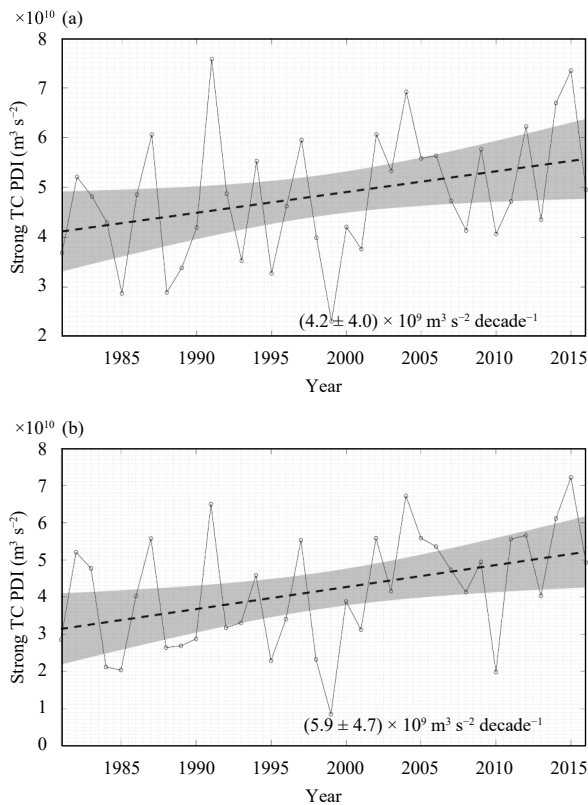 ×10¹⁰ (a)
8
7
6
5
4
3
2
Strong TC PDI (m³ s⁻²)
(4.2 ± 4.0) × 10⁹ m³ s⁻² decade⁻¹
1985 1990 1995 2000 2005 2010 2015
Year
×10¹⁰ (b)
8
7
6
5
4
3
2
1
0
Strong TC PDI (m³ s⁻²)
(5.9 ± 4.7) × 10⁹ m³ s⁻² decade⁻¹
1985 1990 1995 2000 2005 2010 2015
Year